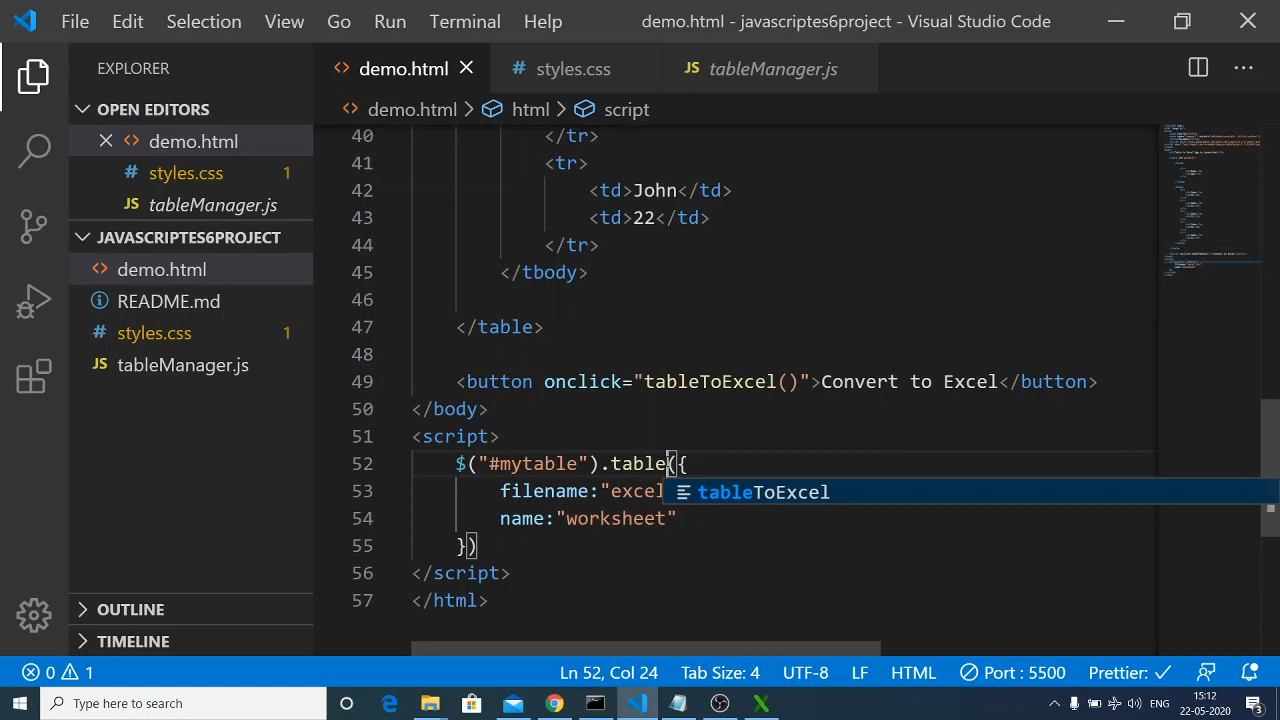 File Edit Selection View Go Run Terminal Help demo.html - javascriptes6project - Visual Studio Code
EXPLORER
OPEN EDITORS
demo.html
styles.css 1
JS tableManager.js
JAVASCRIPTES6PROJECT
demo.html
README.md
styles.css 1
JS tableManager.js
OUTLINE
TIMELINE
demo.html # styles.css JS tableManager.js
demo.html > html > script
40 </tr>
41 <tr>
42 <td>John</td>
43 <td>22</td>
44 </tr>
45 </tbody>
46
47 </table>
48
49 <button onclick="tableToExcel()">Convert to Excel</button>
50 </body>
51 <script>
52 $("#mytable").table({
53 filename:"excel
tableToExcel
54 name:"worksheet"
55 })
56 </script>
57 </html>
0 1 Ln 52, Col 24 Tab Size: 4 UTF-8 LF HTML Port : 5500 Prettier: ✓
Type here to search
ENG 15:12
22-05-2020
3